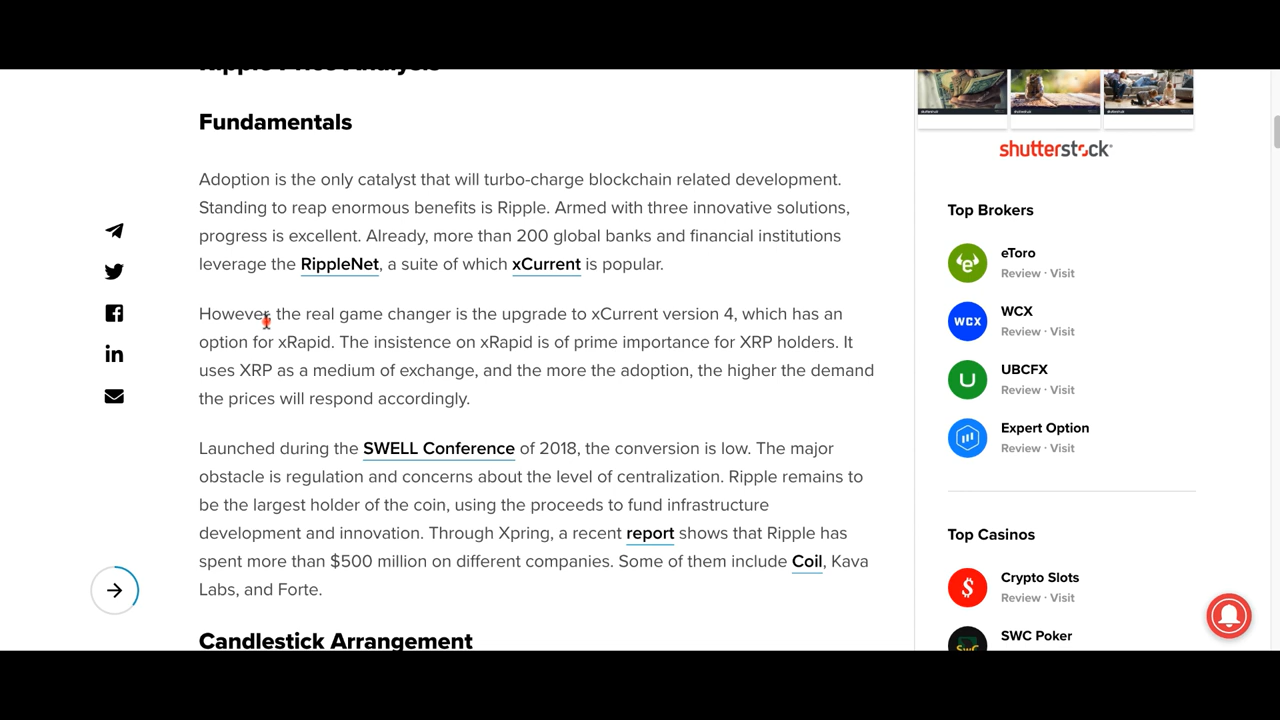 Ripple Price Analysis
Fundamentals
Adoption is the only catalyst that will turbo-charge blockchain related development.
Standing to reap enormous benefits is Ripple. Armed with three innovative solutions,
progress is excellent. Already, more than 200 global banks and financial institutions
leverage the RippleNet, a suite of which xCurrent is popular.
However the real game changer is the upgrade to xCurrent version 4, which has an
option for xRapid. The insistence on xRapid is of prime importance for XRP holders. It
uses XRP as a medium of exchange, and the more the adoption, the higher the demand
the prices will respond accordingly.
Launched during the SWELL Conference of 2018, the conversion is low. The major
obstacle is regulation and concerns about the level of centralization. Ripple remains to
be the largest holder of the coin, using the proceeds to fund infrastructure
development and innovation. Through Xpring, a recent report shows that Ripple has
spent more than $500 million on different companies. Some of them include Coil, Kava
Labs, and Forte.
Candlestick Arrangement
shutterstock
Top Brokers
eToro
Review · Visit
WCX
WCX
Review · Visit
UBCFX
Review · Visit
Expert Option
Review · Visit
Top Casinos
Crypto Slots
Review · Visit
SWC Poker
SwC